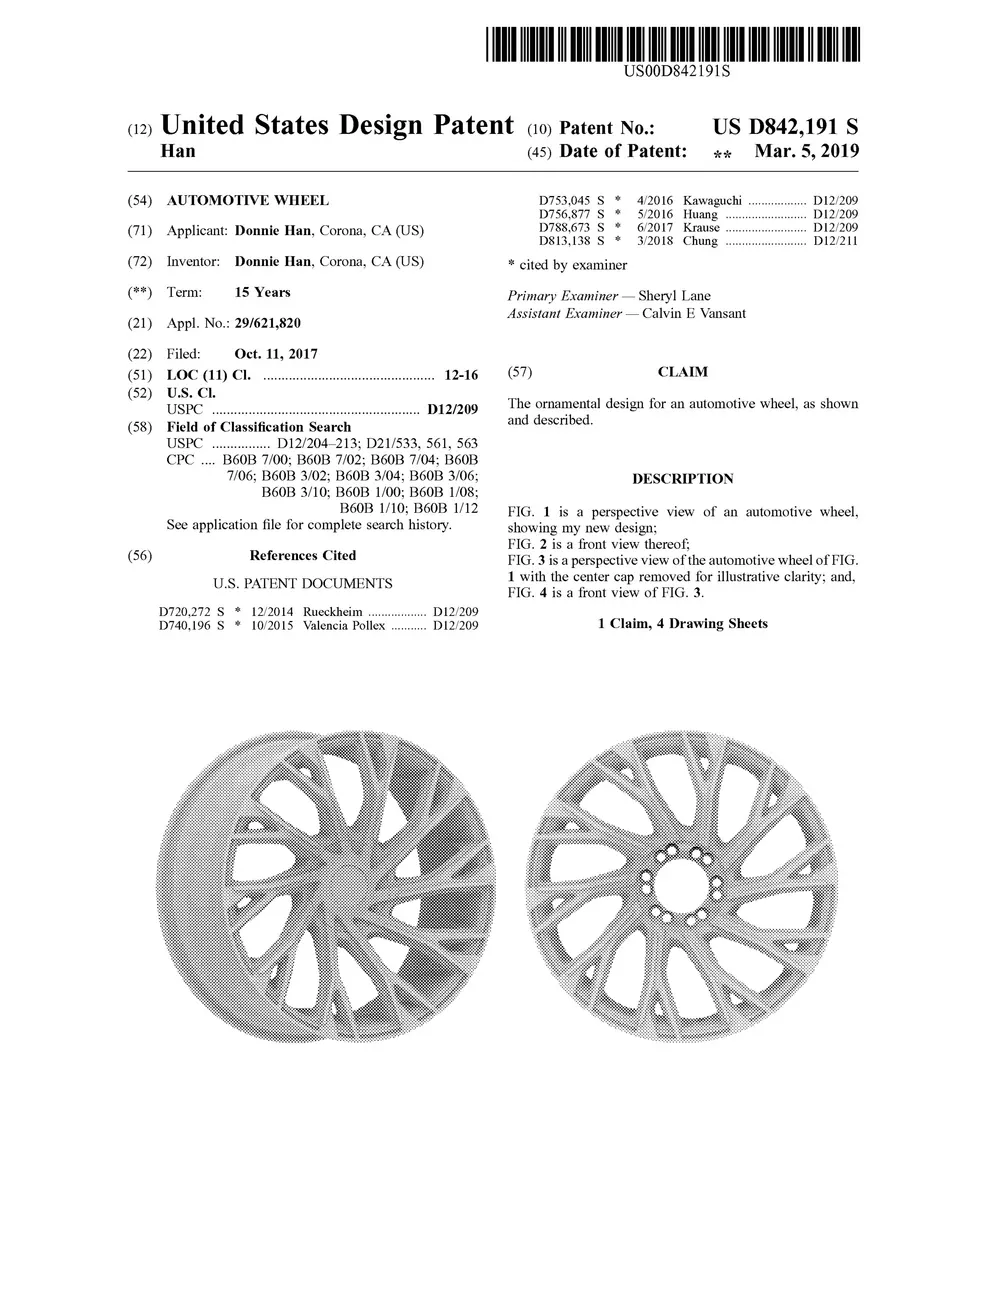 US00D842191S
(12) United States Design Patent
Han
(10) Patent No.: US D842,191 S
(45) Date of Patent: ** Mar. 5, 2019
(54) AUTOMOTIVE WHEEL
(71) Applicant: Donnie Han, Corona, CA (US)
(72) Inventor: Donnie Han, Corona, CA (US)
(**) Term: 15 Years
(21) Appl. No.: 29/621,820
(22) Filed: Oct. 11, 2017
(51) LOC (11) Cl. ............................................... 12-16
(52) U.S. Cl.
USPC ......................................................... D12/209
(58) Field of Classification Search
USPC ................ D12/204–213; D21/533, 561, 563
CPC .... B60B 7/00; B60B 7/02; B60B 7/04; B60B
7/06; B60B 3/02; B60B 3/04; B60B 3/06;
B60B 3/10; B60B 1/00; B60B 1/08;
B60B 1/10; B60B 1/12
See application file for complete search history.
(56) References Cited
U.S. PATENT DOCUMENTS
D720,272 S * 12/2014 Rueckheim .................. D12/209
D740,196 S * 10/2015 Valencia Pollex ........... D12/209
D753,045 S * 4/2016 Kawaguchi .................. D12/209
D756,877 S * 5/2016 Huang ......................... D12/209
D788,673 S * 6/2017 Krause ......................... D12/209
D813,138 S * 3/2018 Chung ......................... D12/211
* cited by examiner
Primary Examiner — Sheryl Lane
Assistant Examiner — Calvin E Vansant
(57) CLAIM
The ornamental design for an automotive wheel, as shown
and described.
DESCRIPTION
FIG. 1 is a perspective view of an automotive wheel,
showing my new design;
FIG. 2 is a front view thereof;
FIG. 3 is a perspective view of the automotive wheel of FIG.
1 with the center cap removed for illustrative clarity; and,
FIG. 4 is a front view of FIG. 3.
1 Claim, 4 Drawing Sheets